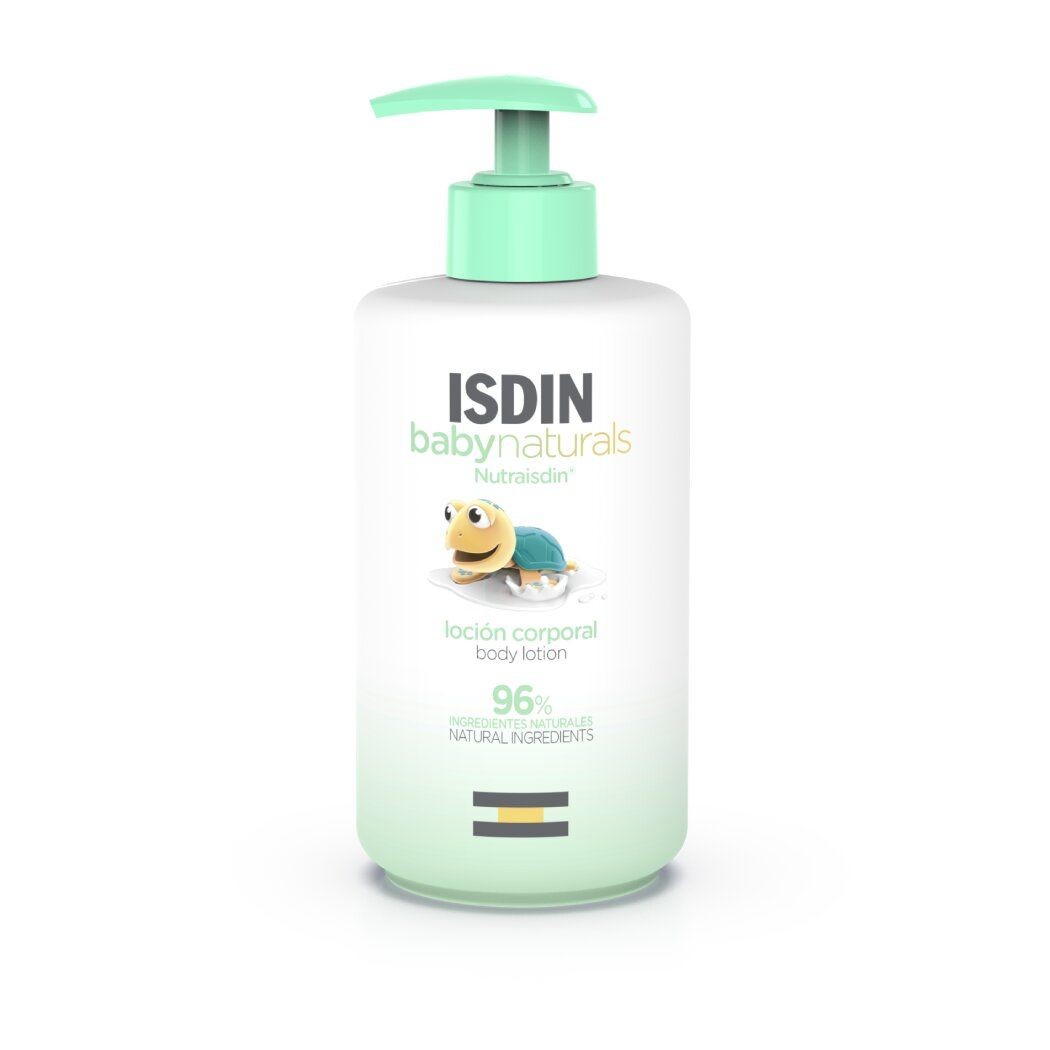 ISDIN
babynaturals
Nutraisdin®
loción corporal
body lotion
96%
INGREDIENTES NATURALES
NATURAL INGREDIENTS